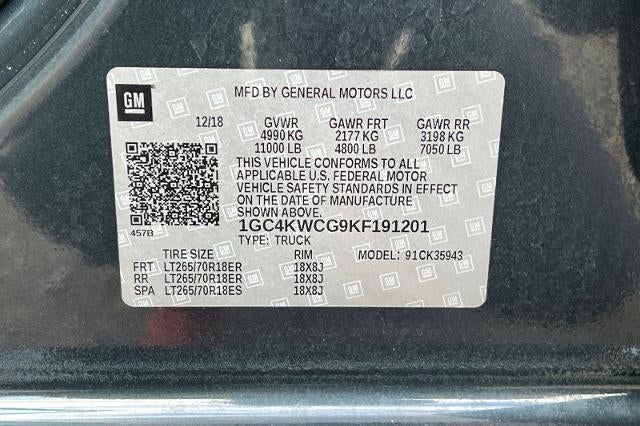 GM
MFD BY GENERAL MOTORS LLC
12/18 GVWR GAWR FRT GAWR RR
4990 KG 2177 KG 3198 KG
11000 LB 4800 LB 7050 LB
THIS VEHICLE CONFORMS TO ALL
APPLICABLE U.S. FEDERAL MOTOR
VEHICLE SAFETY STANDARDS IN EFFECT
ON THE DATE OF MANUFACTURE
SHOWN ABOVE.
457B
1GC4KWCG9KF191201
TYPE: TRUCK
TIRE SIZE RIM MODEL: 91CK35943
FRT LT265/70R18ER 18X8J
RR LT265/70R18ER 18X8J
SPA LT265/70R18ES 18X8J